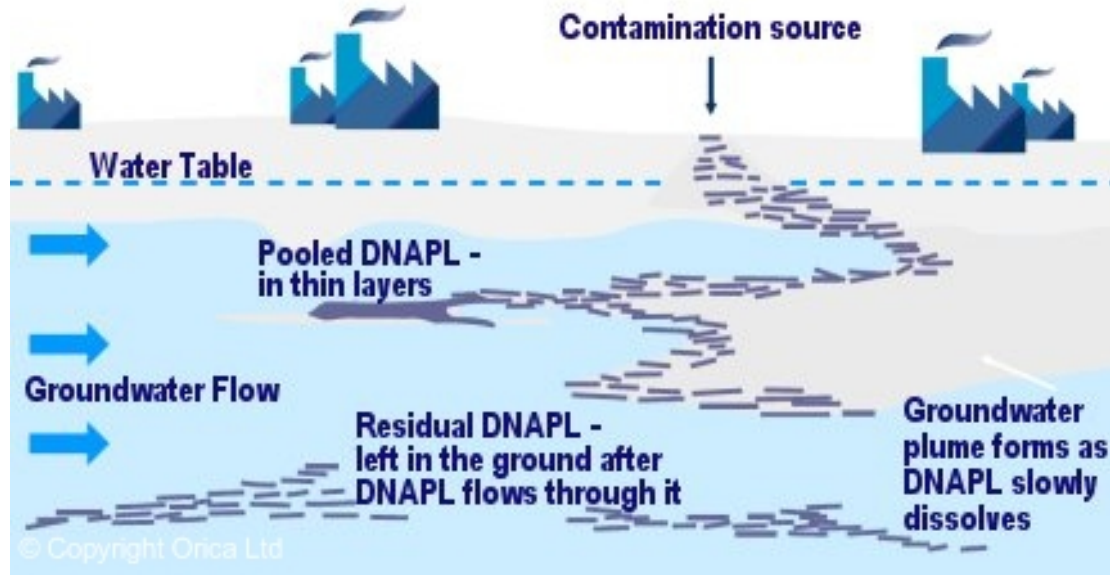 Contamination source
Water Table
Pooled DNAPL -
in thin layers
Groundwater Flow
Residual DNAPL -
left in the ground after
DNAPL flows through it
Groundwater
plume forms as
DNAPL slowly
dissolves
© Copyright Orica Ltd